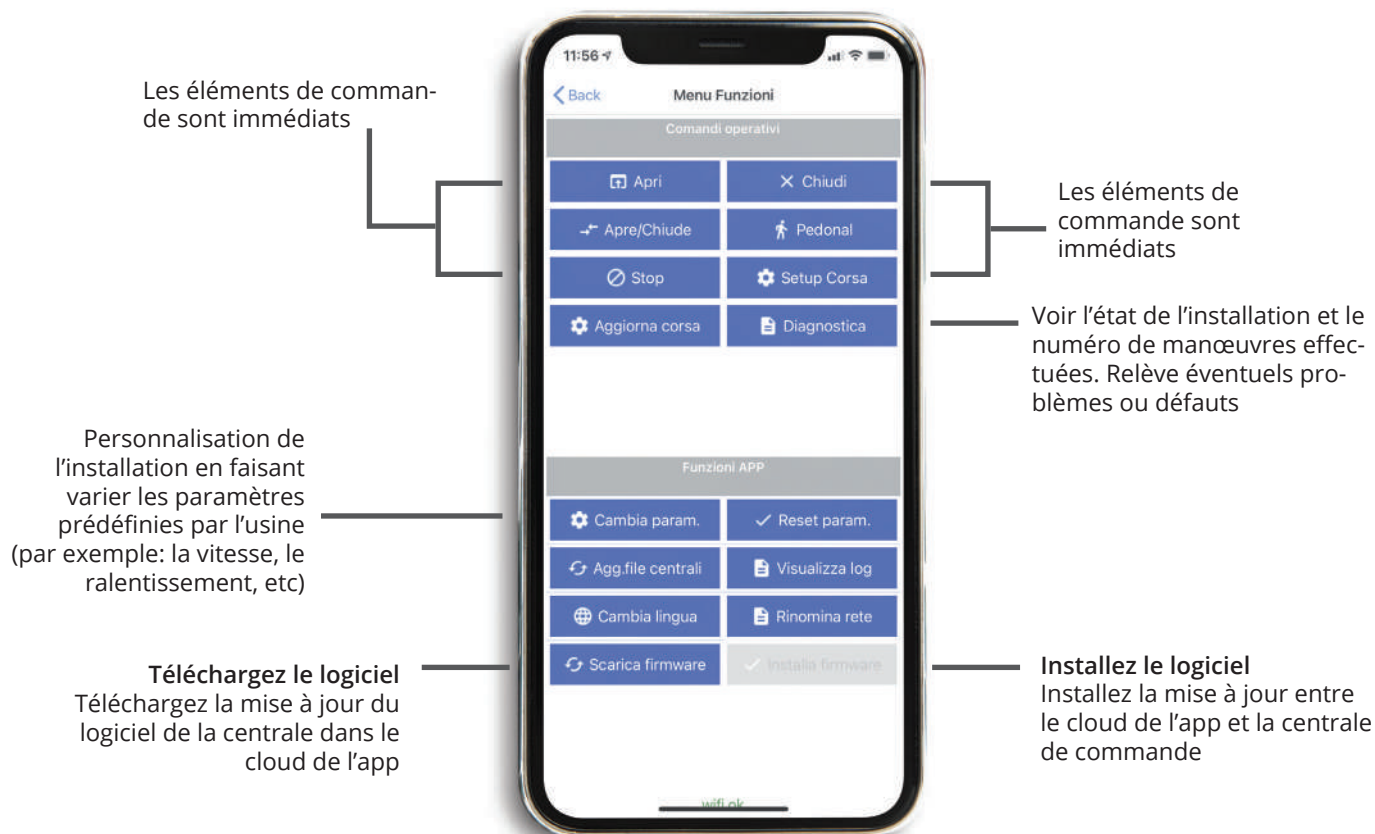 11:56
Back
Menu Funzioni
Comandi operativi
Apri
Chiudi
Apre/Chiude
Pedonal
Stop
Setup Corsa
Aggiorna corsa
Diagnostica
Funzioni APP
Cambia param.
Reset param.
Agg.file centrali
Visualizza log
Cambia lingua
Rinomina rete
Scarica firmware
Installa firmware
wifi ok
Les éléments de comman-
de sont immédiats
Les éléments de
commande sont
immédiats
Voir l’état de l’installation et le
numéro de manœuvres effec-
tuées. Relève éventuels pro-
blèmes ou défauts
Personnalisation de
l’installation en faisant
varier les paramètres
prédéfinies par l’usine
(par exemple: la vitesse, le
ralentissement, etc)
Téléchargez le logiciel
Téléchargez la mise à jour du
logiciel de la centrale dans le
cloud de l’app
Installez le logiciel
Installez la mise à jour entre
le cloud de l’app et la centrale
de commande